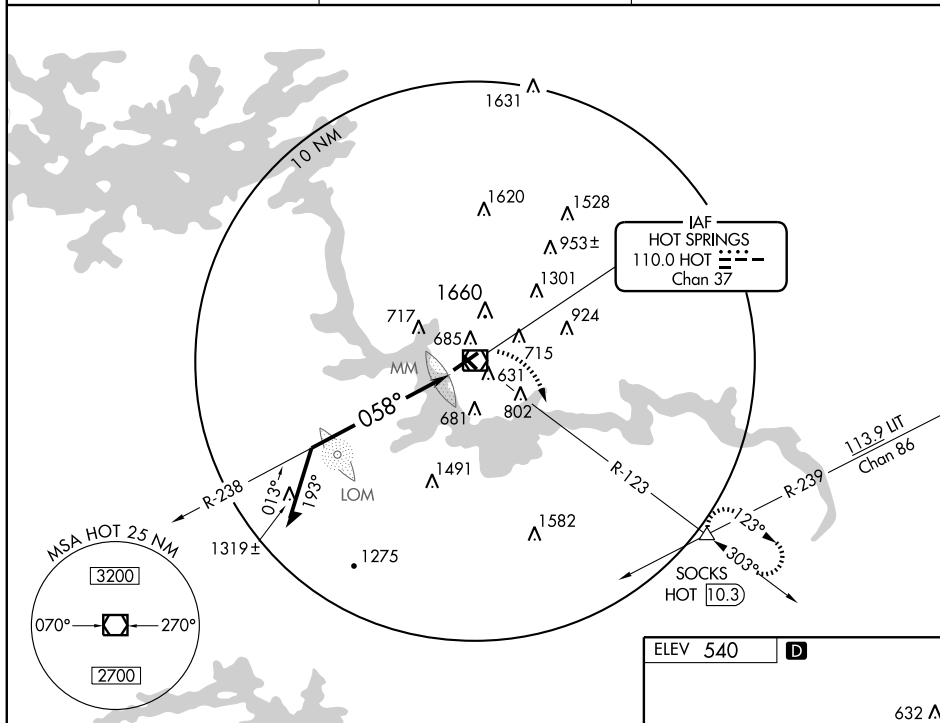 1631
10 NM
1620
1528
IAF
HOT SPRINGS
110.0 HOT
Chan 37
953±
1301
1660
717
924
685
715
MM
631
802
681
058°
113.9 LIT
Chan 86
R-238
013°
193°
LOM
1491
R-123
R-239
1319±
1582
123°
303°
MSA HOT 25 NM
1275
SOCKS
HOT 10.3
3200
070°
270°
2700
ELEV 540
D
632